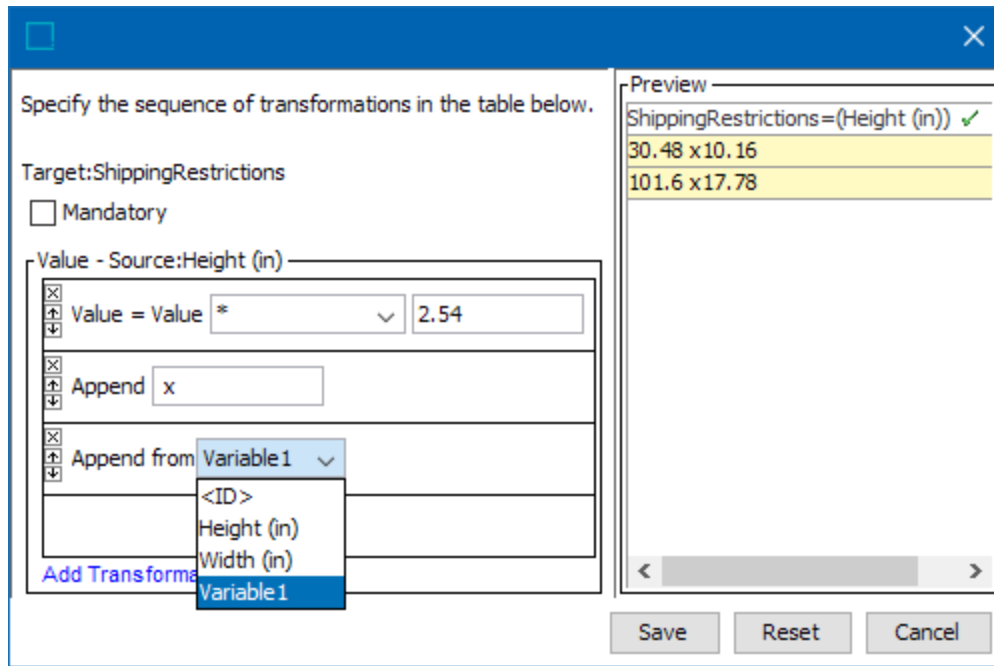 Specify the sequence of transformations in the table below.
Target:ShippingRestrictions
Mandatory
Value - Source:Height (in)
Value = Value * 2.54
Append x
Append from Variable1
<ID>
Height (in)
Width (in)
Variable1
Add Transforma
Preview
ShippingRestrictions=(Height (in))
30.48 x10.16
101.6 x17.78
Save Reset Cancel